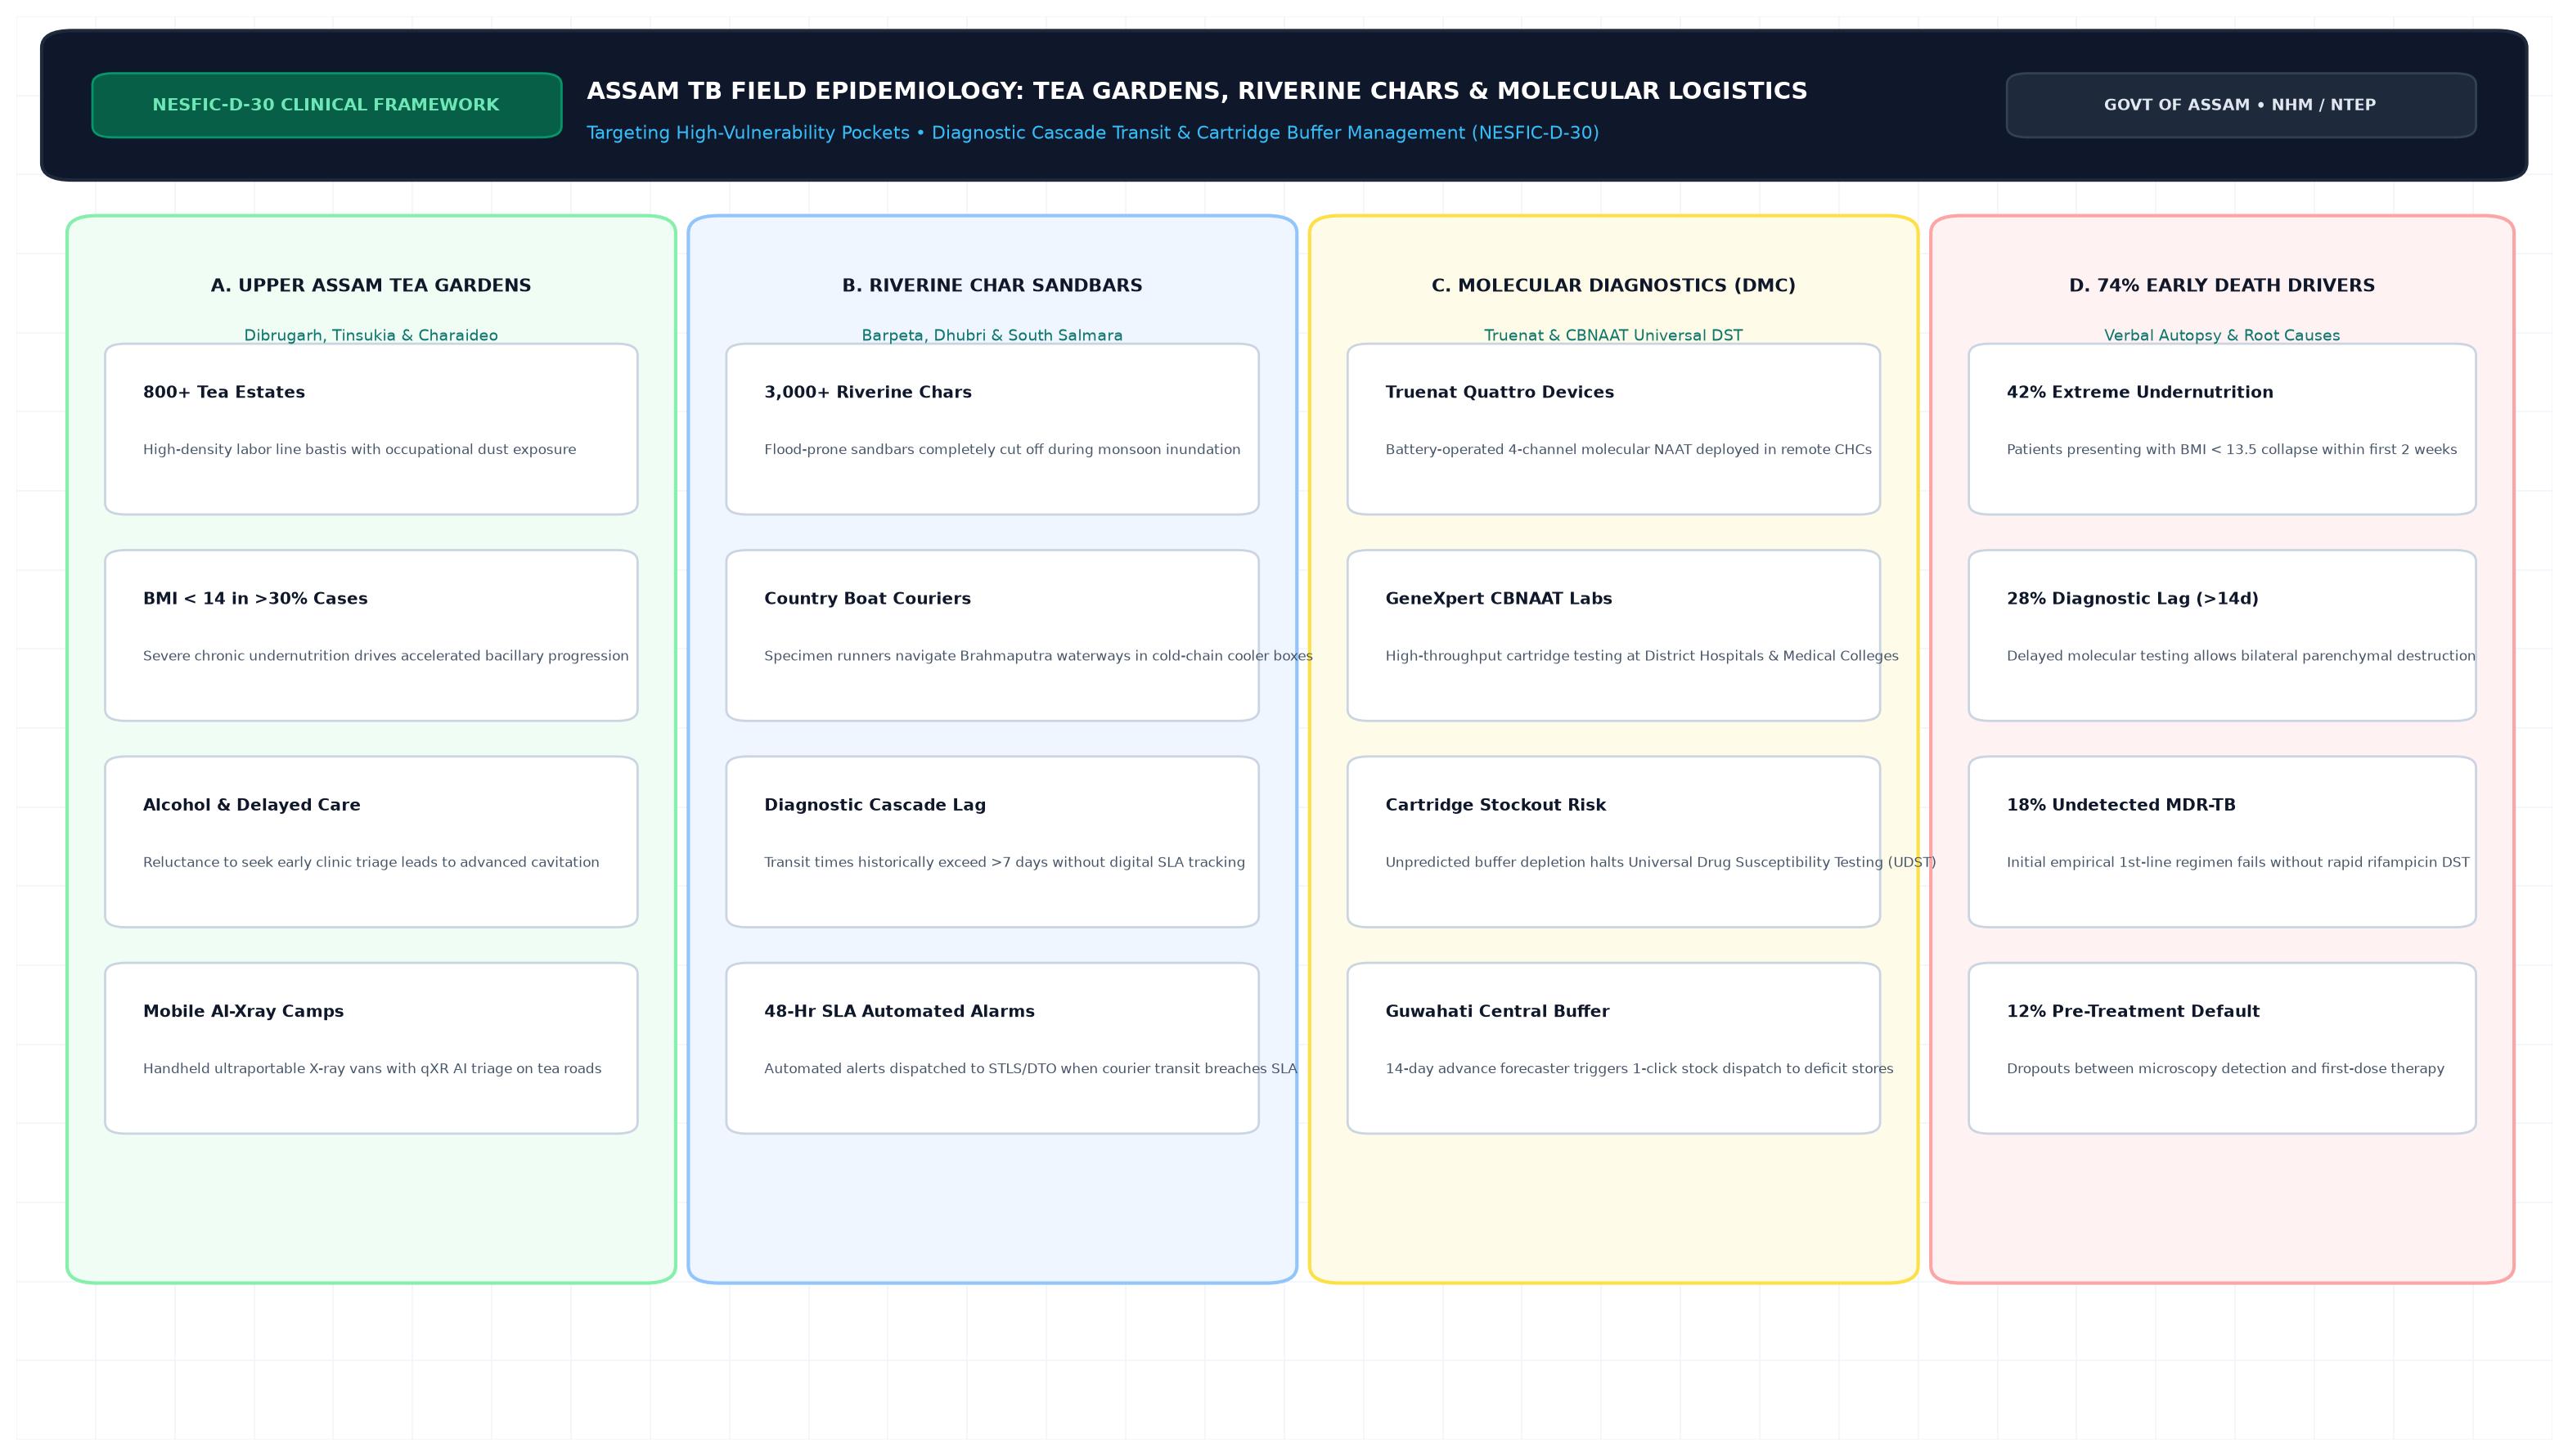 NESFIC-D-30 CLINICAL FRAMEWORK
ASSAM TB FIELD EPIDEMIOLOGY: TEA GARDENS, RIVERINE CHARS & MOLECULAR LOGISTICS
Targeting High-Vulnerability Pockets • Diagnostic Cascade Transit & Cartridge Buffer Management (NESFIC-D-30)
GOVT OF ASSAM • NHM / NTEP
A. UPPER ASSAM TEA GARDENS
Dibrugarh, Tinsukia & Charaideo
800+ Tea Estates
High-density labor line bastis with occupational dust exposure
BMI < 14 in >30% Cases
Severe chronic undernutrition drives accelerated bacillary progression
Alcohol & Delayed Care
Reluctance to seek early clinic triage leads to advanced cavitation
Mobile AI-Xray Camps
Handheld ultraportable X-ray vans with qXR AI triage on tea roads
B. RIVERINE CHAR SANDBARS
Barpeta, Dhubri & South Salmara
3,000+ Riverine Chars
Flood-prone sandbars completely cut off during monsoon inundation
Country Boat Couriers
Specimen runners navigate Brahmaputra waterways in cold-chain cooler boxes
Diagnostic Cascade Lag
Transit times historically exceed >7 days without digital SLA tracking
48-Hr SLA Automated Alarms
Automated alerts dispatched to STLS/DTO when courier transit breaches SLA
C. MOLECULAR DIAGNOSTICS (DMC)
Truenat & CBNAAT Universal DST
Truenat Quattro Devices
Battery-operated 4-channel molecular NAAT deployed in remote CHCs
GeneXpert CBNAAT Labs
High-throughput cartridge testing at District Hospitals & Medical Colleges
Cartridge Stockout Risk
Unpredicted buffer depletion halts Universal Drug Susceptibility Testing (UDST)
Guwahati Central Buffer
14-day advance forecaster triggers 1-click stock dispatch to deficit stores
D. 74% EARLY DEATH DRIVERS
Verbal Autopsy & Root Causes
42% Extreme Undernutrition
Patients presenting with BMI < 13.5 collapse within first 2 weeks
28% Diagnostic Lag (>14d)
Delayed molecular testing allows bilateral parenchymal destruction
18% Undetected MDR-TB
Initial empirical 1st-line regimen fails without rapid rifampicin DST
12% Pre-Treatment Default
Dropouts between microscopy detection and first-dose therapy